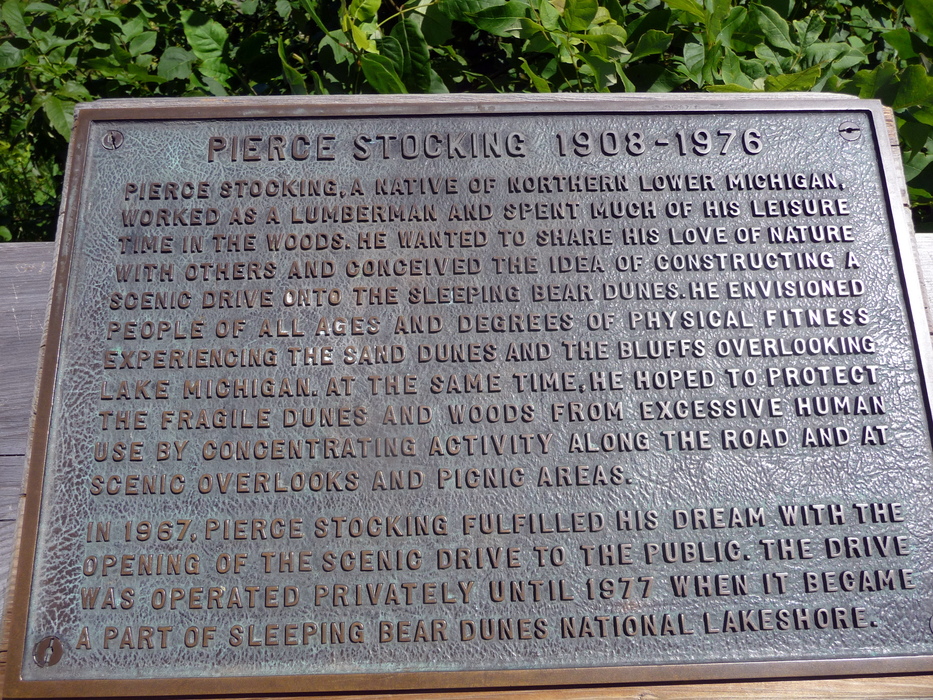 PIERCE STOCKING 1908-1976
PIERCE STOCKING, A NATIVE OF NORTHERN LOWER MICHIGAN,
WORKED AS A LUMBERMAN AND SPENT MUCH OF HIS LEISURE
TIME IN THE WOODS. HE WANTED TO SHARE HIS LOVE OF NATURE
WITH OTHERS AND CONCEIVED THE IDEA OF CONSTRUCTING A
SCENIC DRIVE ONTO THE SLEEPING BEAR DUNES. HE ENVISIONED
PEOPLE OF ALL AGES AND DEGREES OF PHYSICAL FITNESS
EXPERIENCING THE SAND DUNES AND THE BLUFFS OVERLOOKING
LAKE MICHIGAN. AT THE SAME TIME, HE HOPED TO PROTECT
THE FRAGILE DUNES AND WOODS FROM EXCESSIVE HUMAN
USE BY CONCENTRATING ACTIVITY ALONG THE ROAD AND AT
SCENIC OVERLOOKS AND PICNIC AREAS.
IN 1967, PIERCE STOCKING FULFILLED HIS DREAM WITH THE
OPENING OF THE SCENIC DRIVE TO THE PUBLIC. THE DRIVE
WAS OPERATED PRIVATELY UNTIL 1977 WHEN IT BECAME
A PART OF SLEEPING BEAR DUNES NATIONAL LAKESHORE.